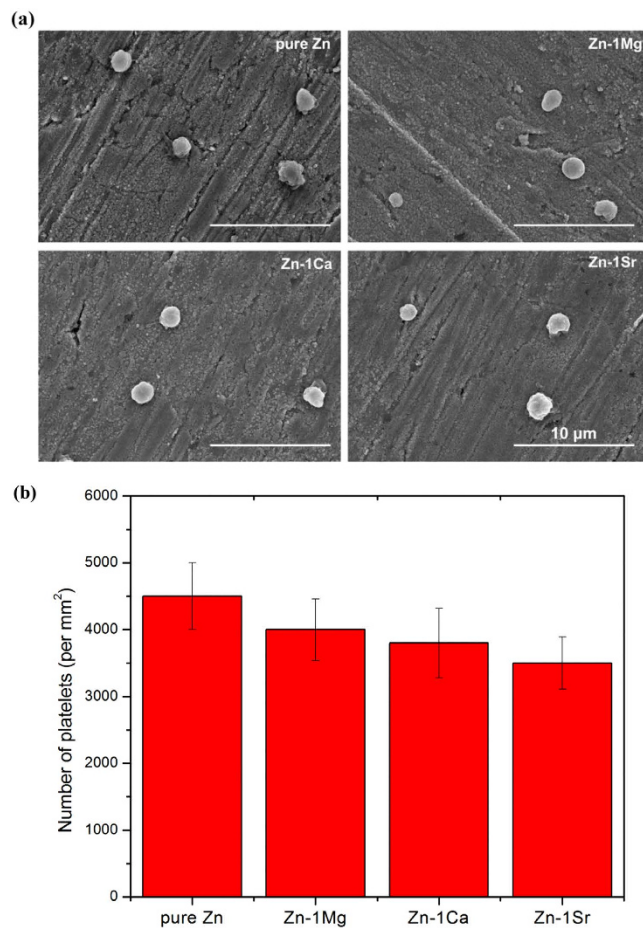 (a)
pure Zn
Zn-1Mg
Zn-1Ca
Zn-1Sr
10 μm
(b)
6000
5000
4000
3000
2000
1000
0
Number of platelets (per mm²)
pure Zn
Zn-1Mg
Zn-1Ca
Zn-1Sr